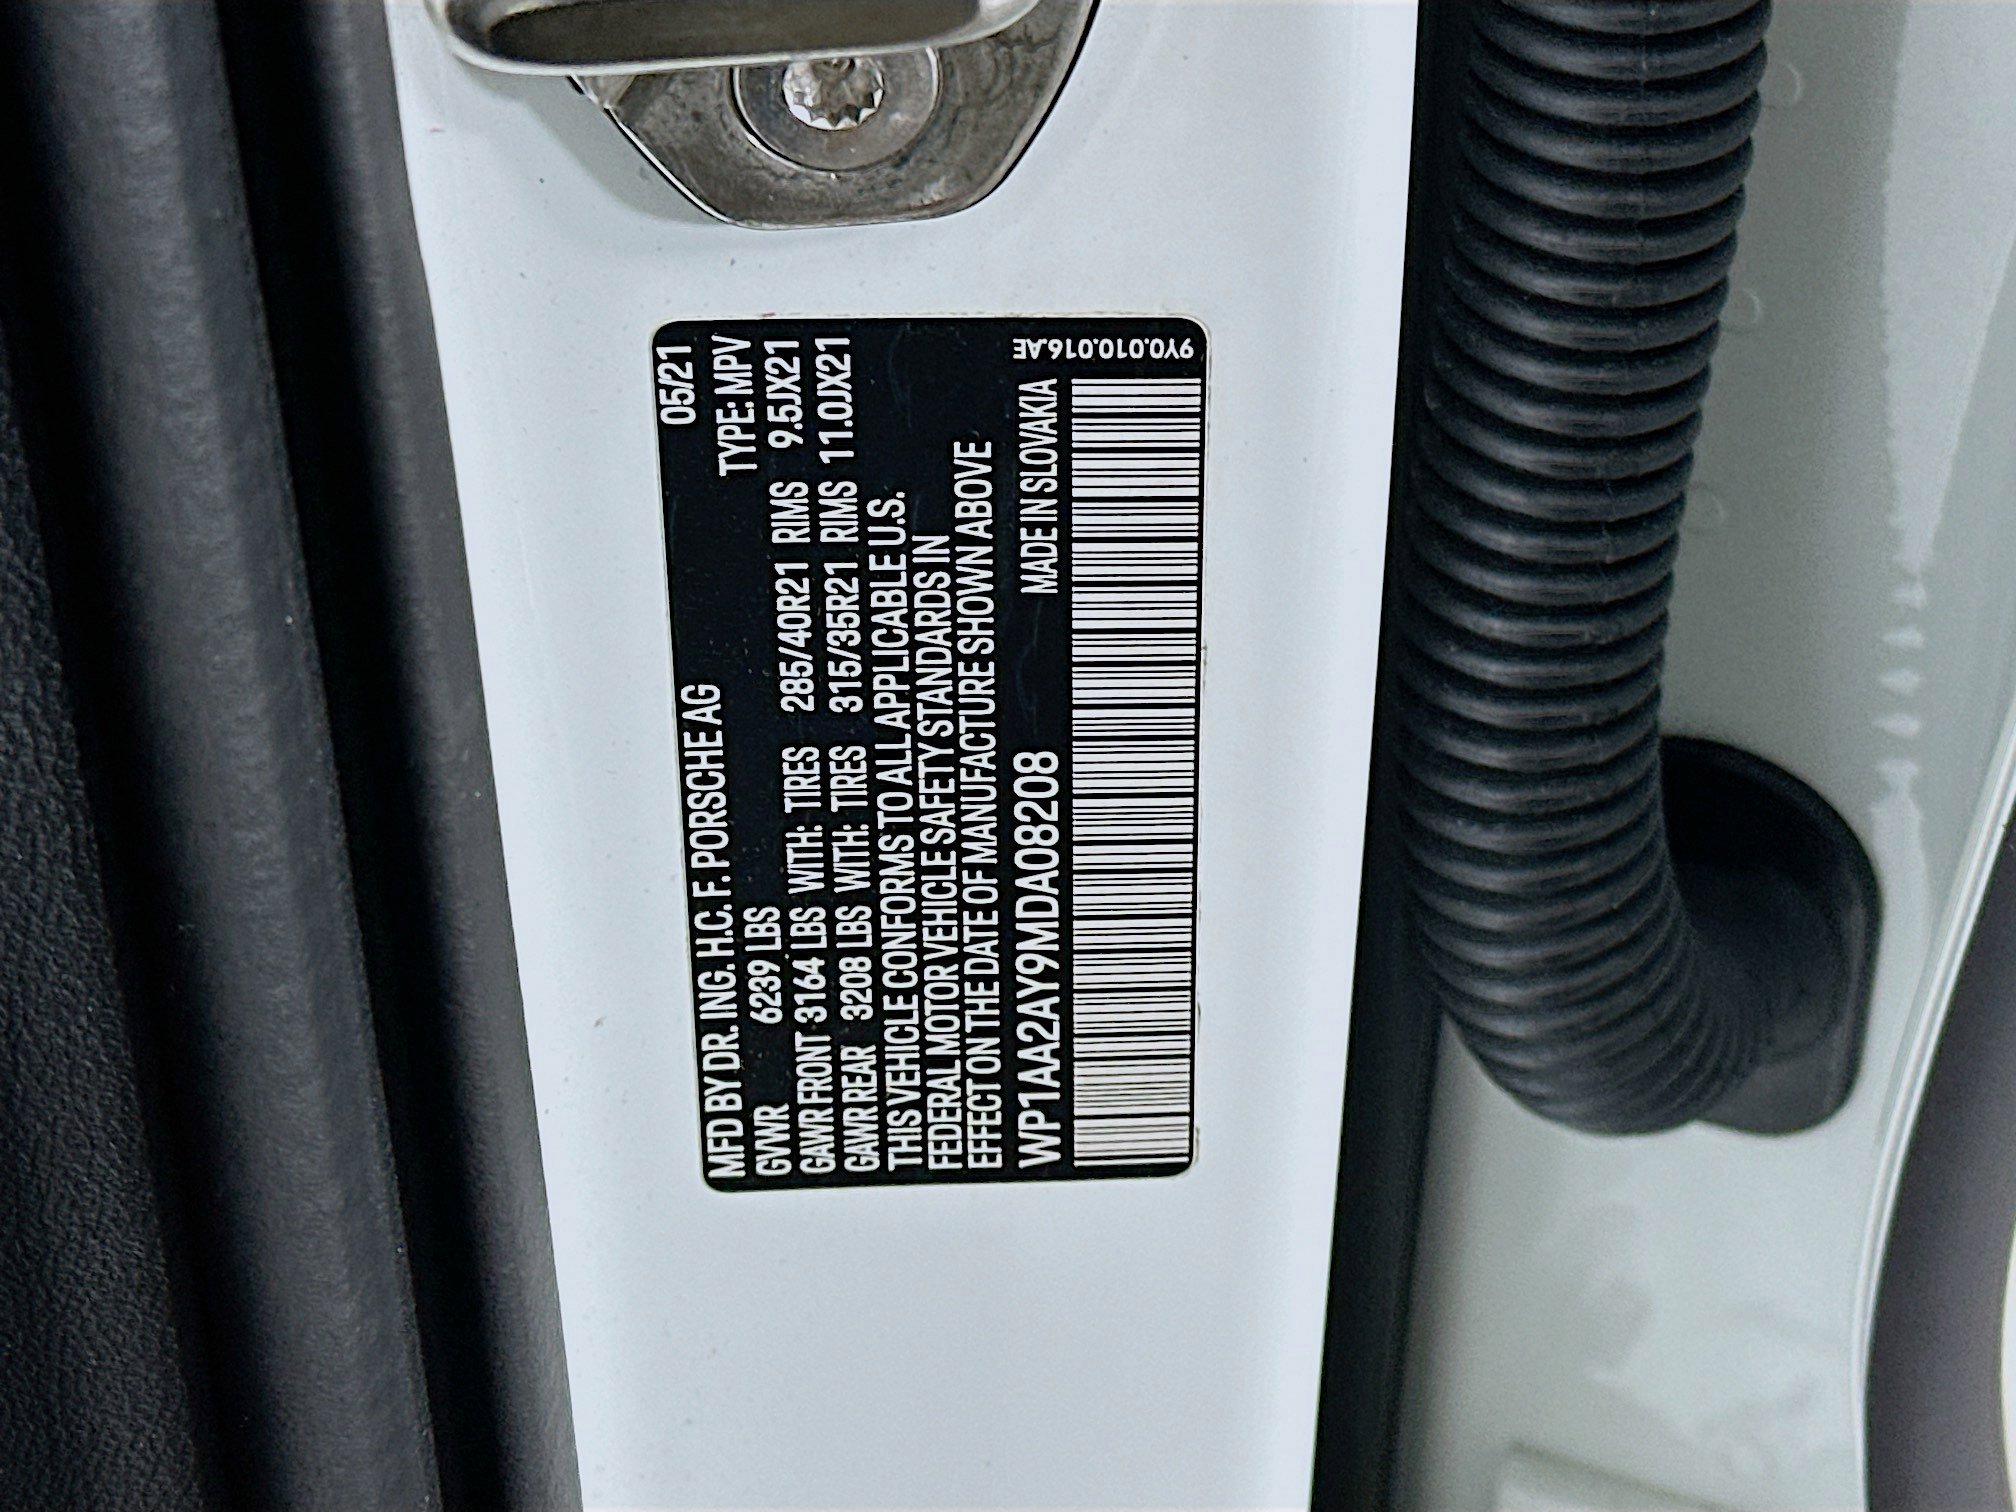 05/21
MFD BY DR. ING. H.C. F. PORSCHE AG
GVWR 6239 LBS TYPE: MPV
GAWR FRONT 3164 LBS WITH: TIRES 285/40R21 RIMS 9.5JX21
GAWR REAR 3208 LBS WITH: TIRES 315/35R21 RIMS 11.0JX21
THIS VEHICLE CONFORMS TO ALL APPLICABLE U.S.
FEDERAL MOTOR VEHICLE SAFETY STANDARDS IN
EFFECT ON THE DATE OF MANUFACTURE SHOWN ABOVE
WP1AA2AY9MDA08208 MADE IN SLOVAKIA
9Y0.010.016.AE